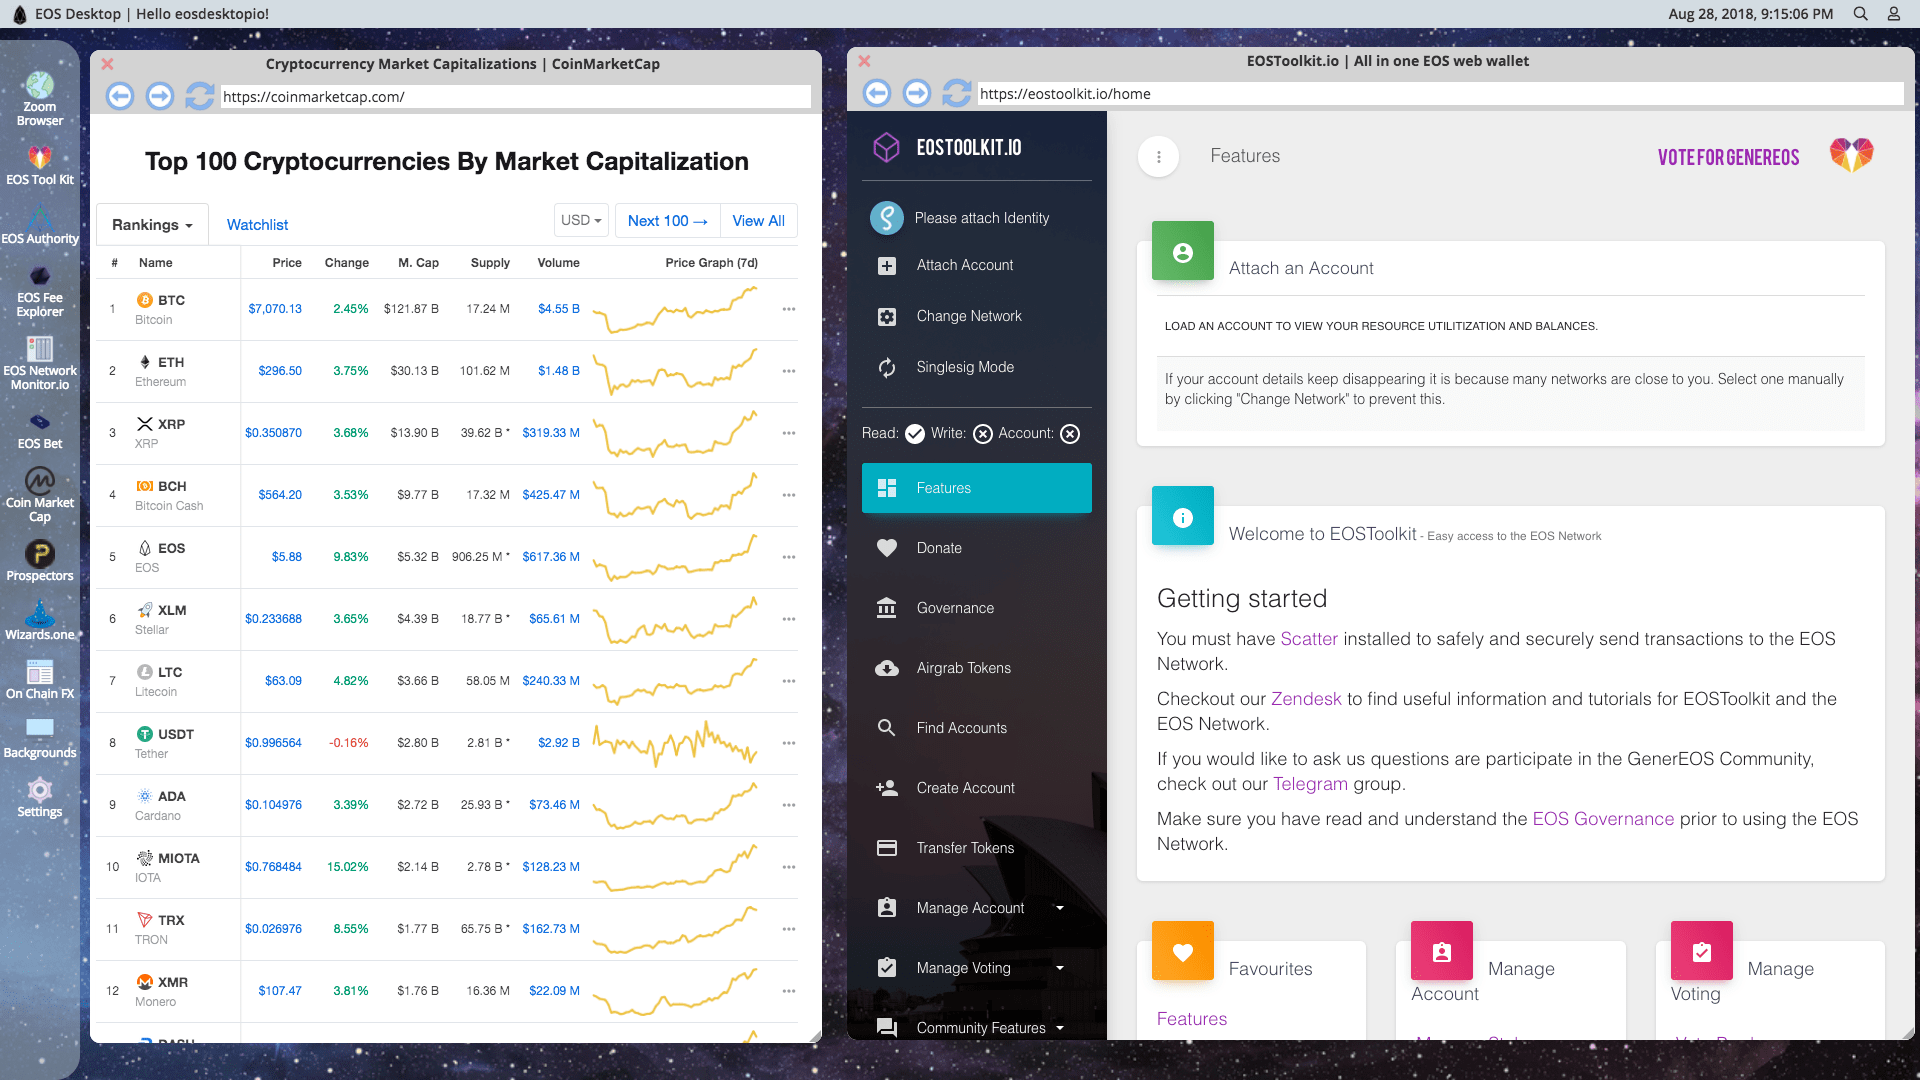 EOS Desktop | Hello eosdesktopio!
Aug 28, 2018, 9:15:06 PM
Zoom
Browser
EOS Tool Kit
EOS Authority
EOS Fee
Explorer
EOS Network
Monitor.io
EOS Bet
Coin Market
Cap
Prospectors
Wizards.one
On Chain FX
Backgrounds
Settings
Cryptocurrency Market Capitalizations | CoinMarketCap
https://coinmarketcap.com/
Top 100 Cryptocurrencies By Market Capitalization
Rankings Watchlist USD Next 100 → View All
# Name Price Change M. Cap Supply Volume Price Graph (7d)
1 BTC Bitcoin $7,070.13 2.45% $121.87 B 17.24 M $4.55 B
2 ETH Ethereum $296.50 3.75% $30.13 B 101.62 M $1.48 B
3 XRP XRP $0.350870 3.68% $13.90 B 39.62 B * $319.33 M
4 BCH Bitcoin Cash $564.20 3.53% $9.77 B 17.32 M $425.47 M
5 EOS EOS $5.88 9.83% $5.32 B 906.25 M * $617.36 M
6 XLM Stellar $0.233688 3.65% $4.39 B 18.77 B * $65.61 M
7 LTC Litecoin $63.09 4.82% $3.66 B 58.05 M $240.33 M
8 USDT Tether $0.996564 -0.16% $2.80 B 2.81 B * $2.92 B
9 ADA Cardano $0.104976 3.39% $2.72 B 25.93 B * $73.46 M
10 MIOTA IOTA $0.768484 15.02% $2.14 B 2.78 B * $128.23 M
11 TRX TRON $0.026976 8.55% $1.77 B 65.75 B * $162.73 M
12 XMR Monero $107.47 3.81% $1.76 B 16.36 M $22.09 M
EOSToolkit.io | All in one EOS web wallet
https://eostoolkit.io/home
EOSTOOLKIT.IO
Please attach Identity
Attach Account
Change Network
Singlesig Mode
Read: Write: Account:
Features
Donate
Governance
Airgrab Tokens
Find Accounts
Create Account
Transfer Tokens
Manage Account
Manage Voting
Community Features
Features
VOTE FOR GENEREOS
Attach an Account
LOAD AN ACCOUNT TO VIEW YOUR RESOURCE UTILITIZATION AND BALANCES.
If your account details keep disappearing it is because many networks are close to you. Select one manually
by clicking "Change Network" to prevent this.
Welcome to EOSToolkit - Easy access to the EOS Network
Getting started
You must have Scatter installed to safely and securely send transactions to the EOS
Network.
Checkout our Zendesk to find useful information and tutorials for EOSToolkit and the
EOS Network.
If you would like to ask us questions are participate in the GenerEOS Community,
check out our Telegram group.
Make sure you have read and understand the EOS Governance prior to using the EOS
Network.
Favourites
Features
Manage
Account
Manage
Voting